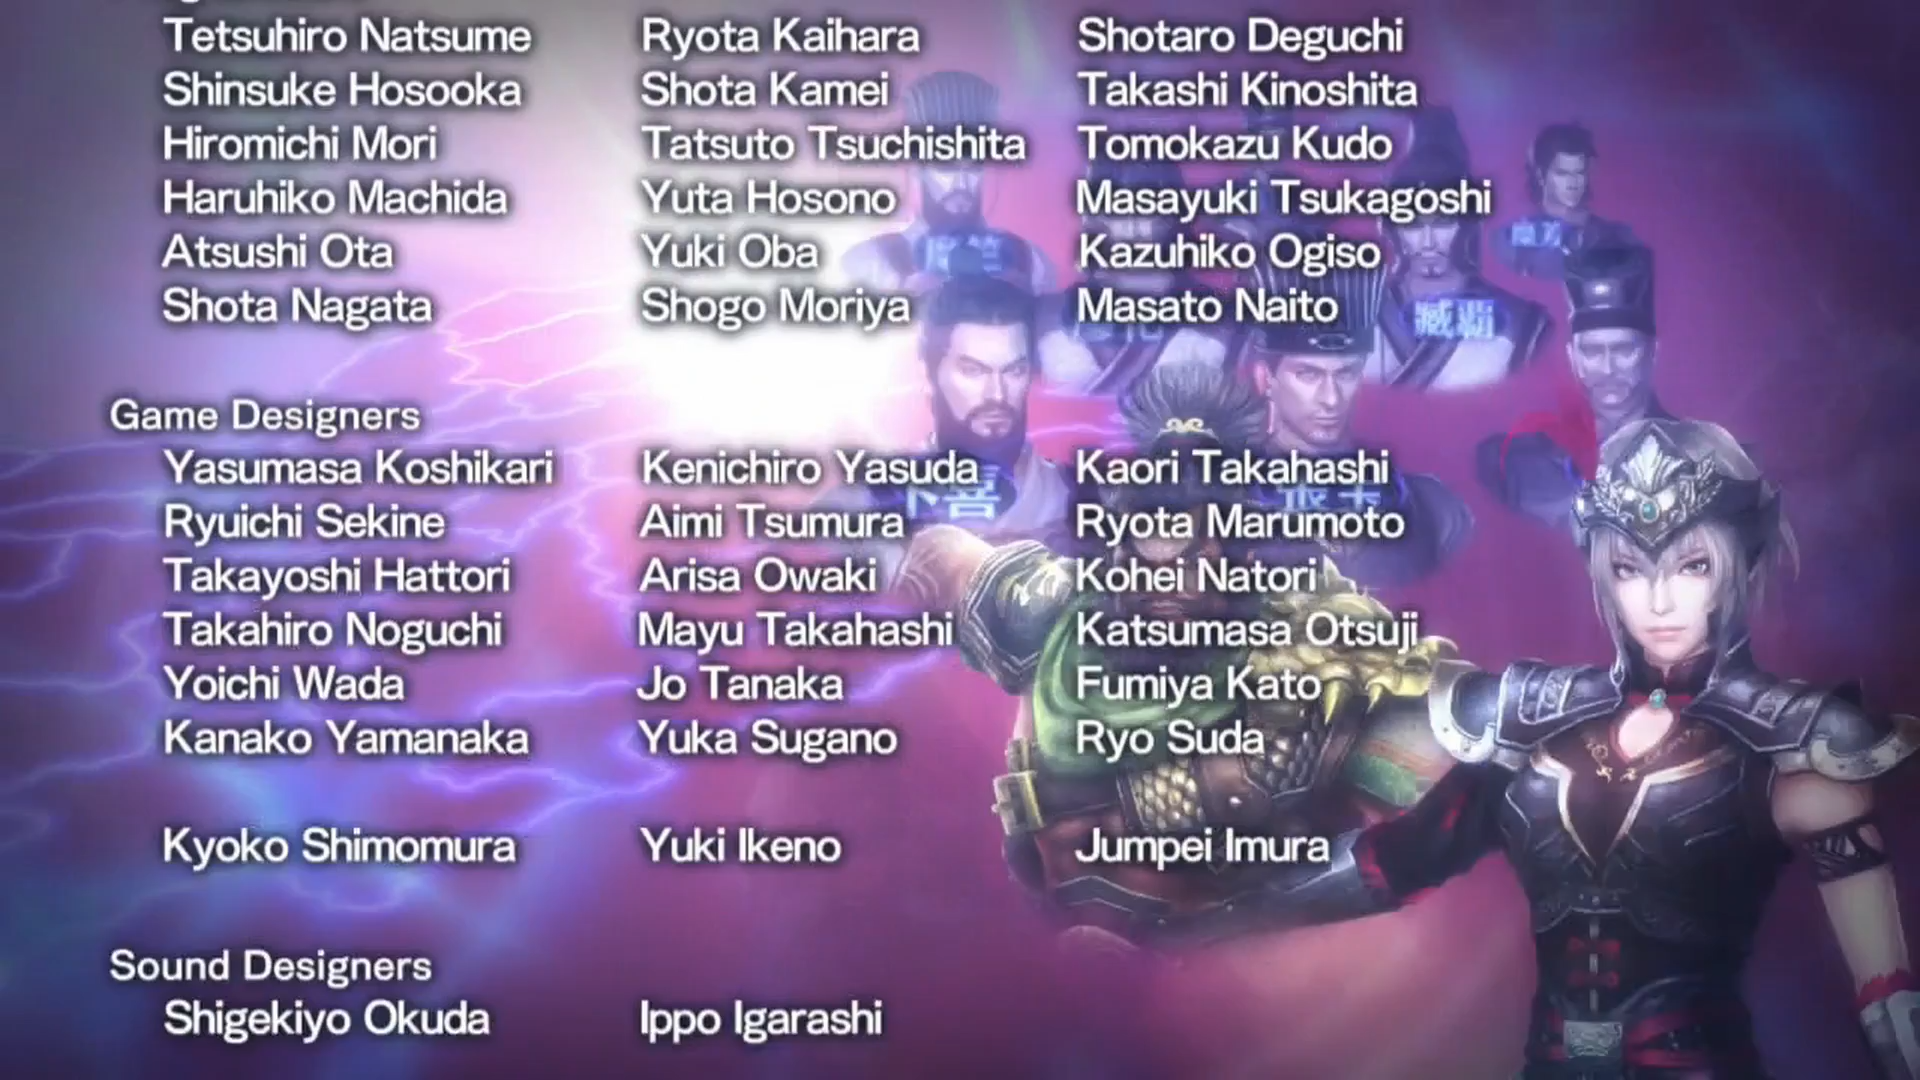 Tetsuhiro Natsume Ryota Kaihara Shotaro Deguchi
Shinsuke Hosooka Shota Kamei Takashi Kinoshita
Hiromichi Mori Tatsuto Tsuchishita Tomokazu Kudo
Haruhiko Machida Yuta Hosono Masayuki Tsukagoshi
Atsushi Ota Yuki Oba Kazuhiko Ogiso
Shota Nagata Shogo Moriya Masato Naito
臧覇
Game Designers
Yasumasa Koshikari Kenichiro Yasuda Kaori Takahashi
Ryuichi Sekine Aimi Tsumura Ryota Marumoto
Takayoshi Hattori Arisa Owaki Kohei Natori
Takahiro Noguchi Mayu Takahashi Katsumasa Otsuji
Yoichi Wada Jo Tanaka Fumiya Kato
Kanako Yamanaka Yuka Sugano Ryo Suda
Kyoko Shimomura Yuki Ikeno Jumpei Imura
Sound Designers
Shigekiyo Okuda Ippo Igarashi